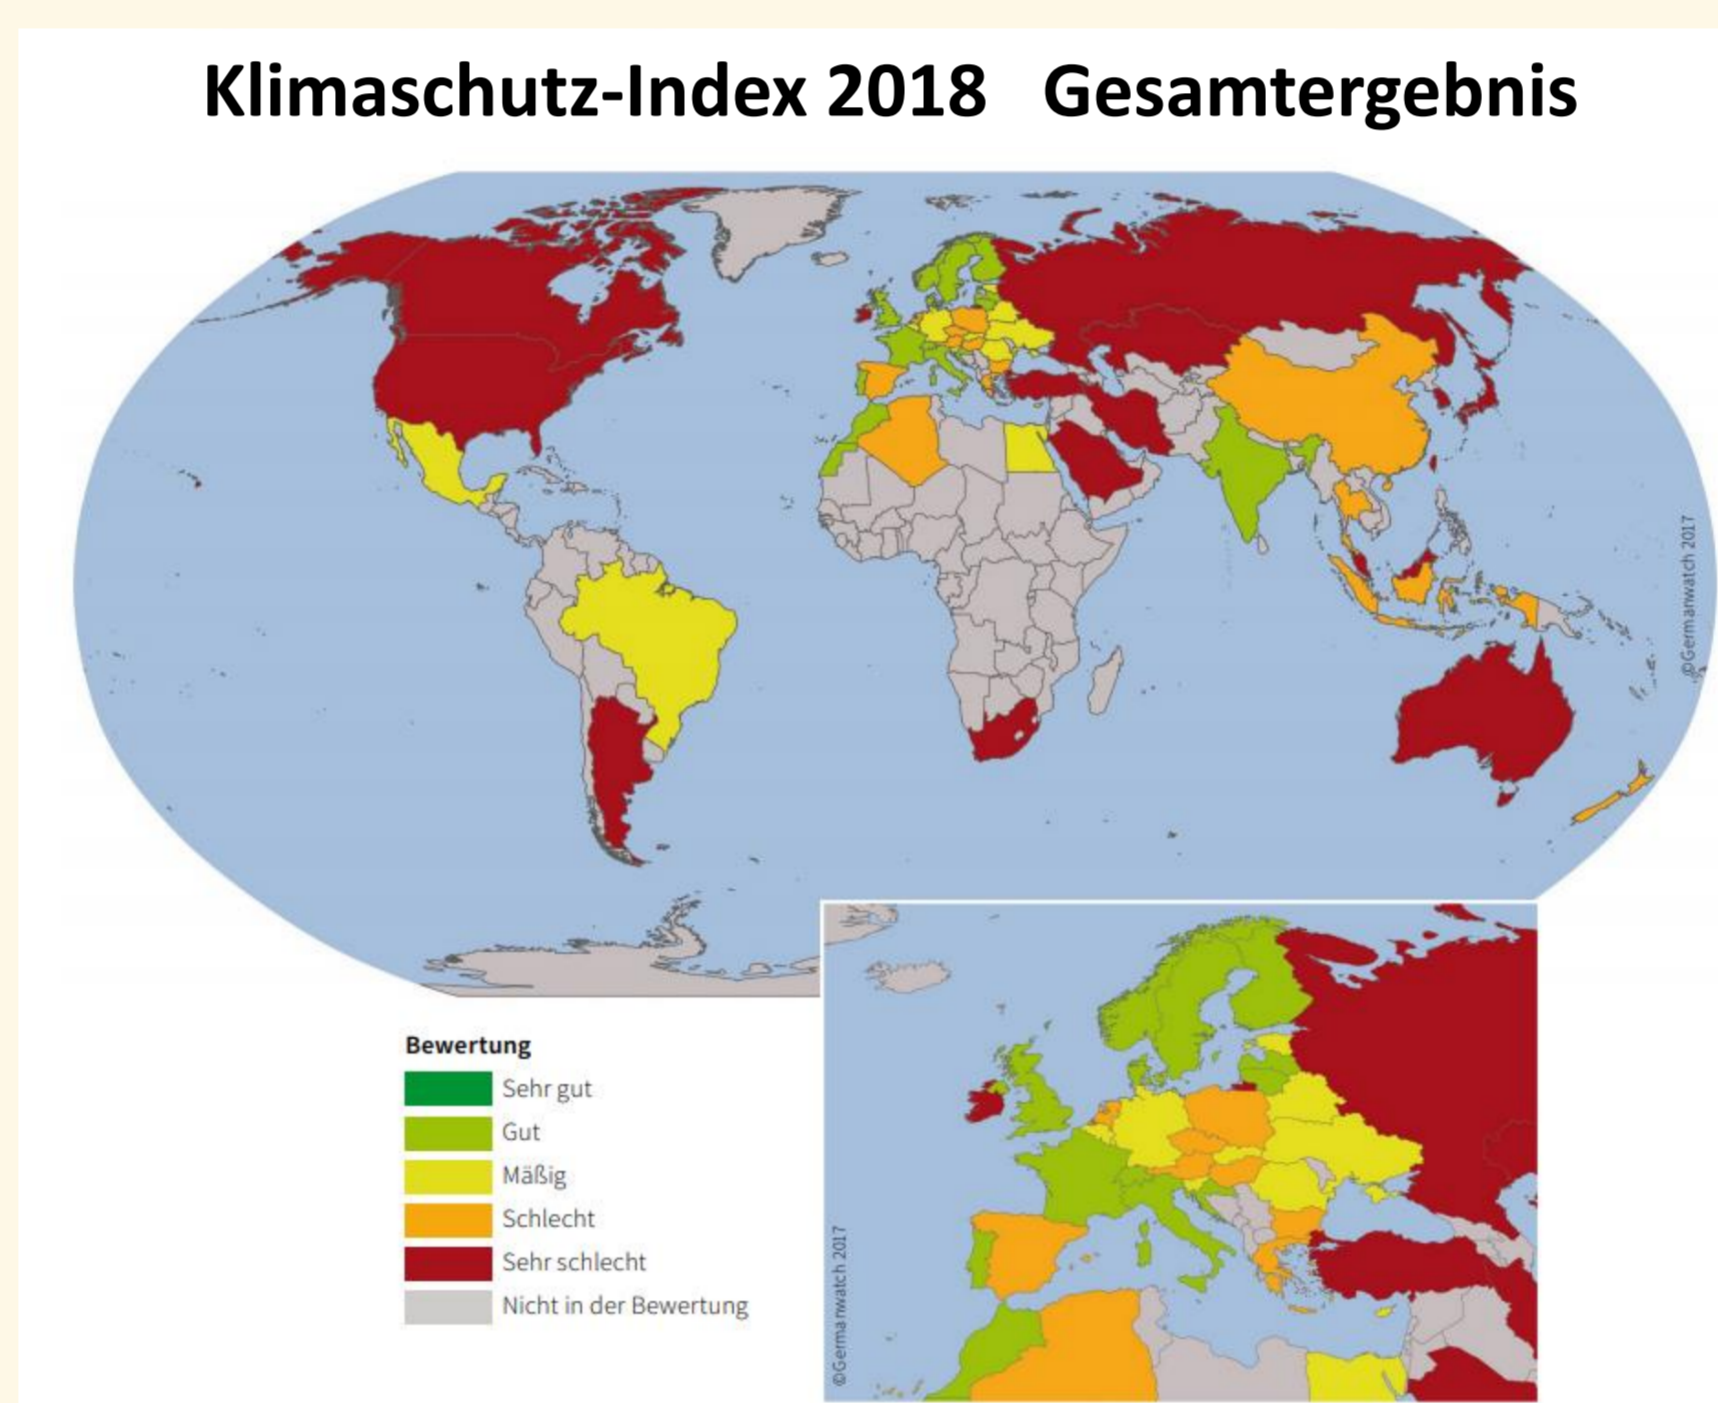 Klimaschutz-Index 2018 Gesamtergebnis
©Germanwatch 2017
Bewertung
Sehr gut
Gut
Mäßig
Schlecht
Sehr schlecht
Nicht in der Bewertung
©Germanwatch 2017